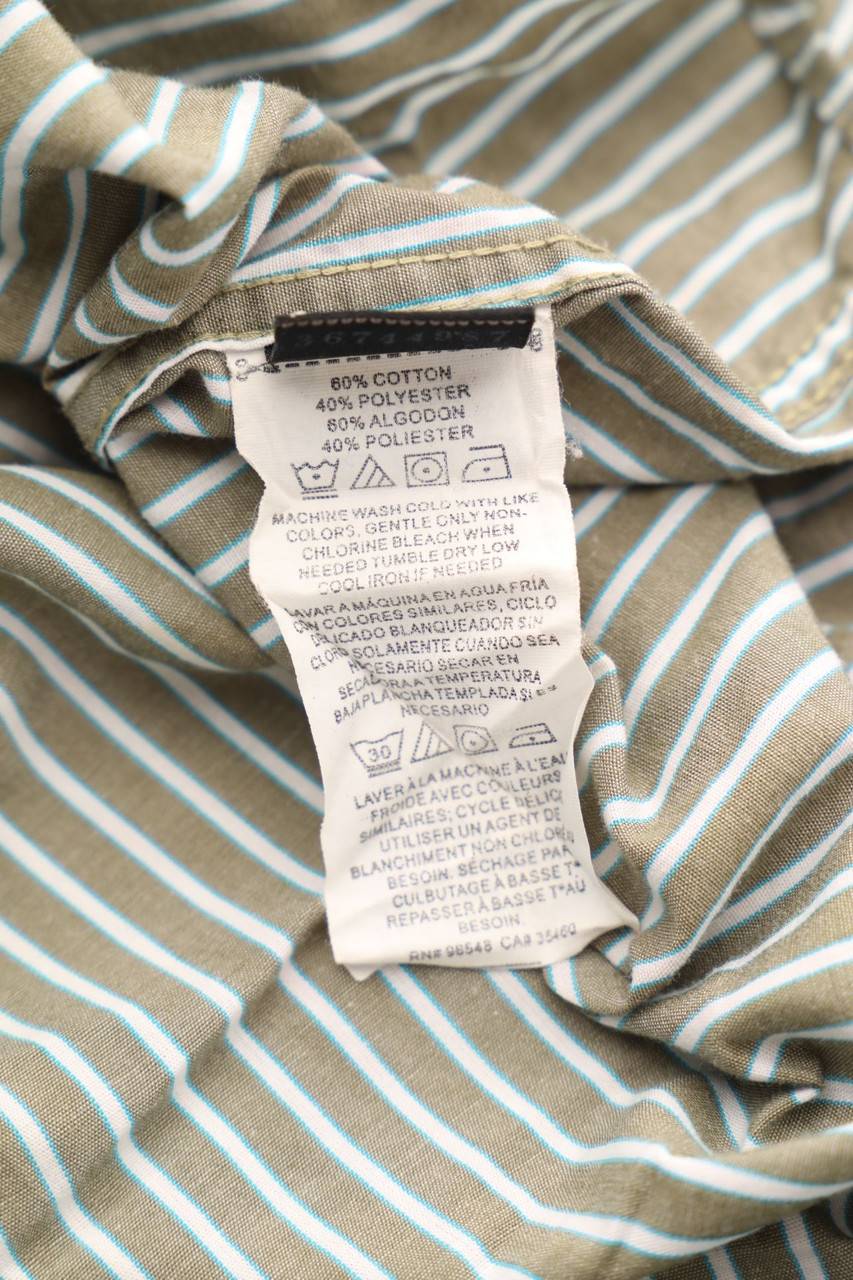 60% COTTON
40% POLYESTER
60% ALGODON
40% POLIESTER
MACHINE WASH COLD WITH LIKE
COLORS, GENTLE ONLY NON-
CHLORINE BLEACH WHEN
NEEDED TUMBLE DRY LOW
COOL IRON IF NEEDED
LAVAR A MÁQUINA EN AGUA FRÍA
CON COLORES SIMILARES, CICLO
DELICADO BLANQUEADOR SIN
CLORO SOLAMENTE CUANDO SEA
NECESARIO SECAR EN
SECADORA A TEMPERATURA
BAJA PLANCHA TEMPLADA SI
NECESARIO
30
LAVER À LA MACHINE À L'EAU
FROIDE AVEC COULEURS
SIMILAIRES; CYCLE DÉLIC
UTILISER UN AGENT DE
BLANCHIMENT NON CHLORÉ
BESOIN. SÉCHAGE PAR
CULBUTAGE À BASSE T° AU
REPASSER À BASSE T° AU
BESOIN.
RN# 98548 CA# 35460